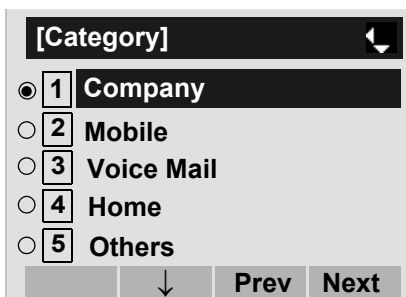 [Category]
1 Company
2 Mobile
3 Voice Mail
4 Home
5 Others
↓ Prev Next